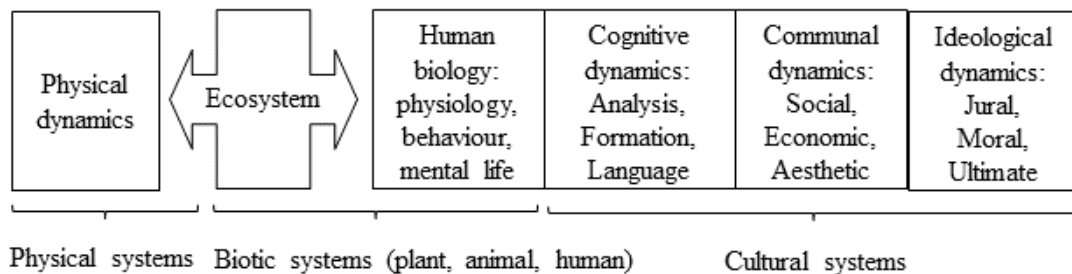 Physical
dynamics
Ecosystem
Human
biology:
physiology,
behaviour,
mental life
Cognitive
dynamics:
Analysis,
Formation,
Language
Communal
dynamics:
Social,
Economic,
Aesthetic
Ideological
dynamics:
Jural,
Moral,
Ultimate
Physical systems
Biotic systems (plant, animal, human)
Cultural systems